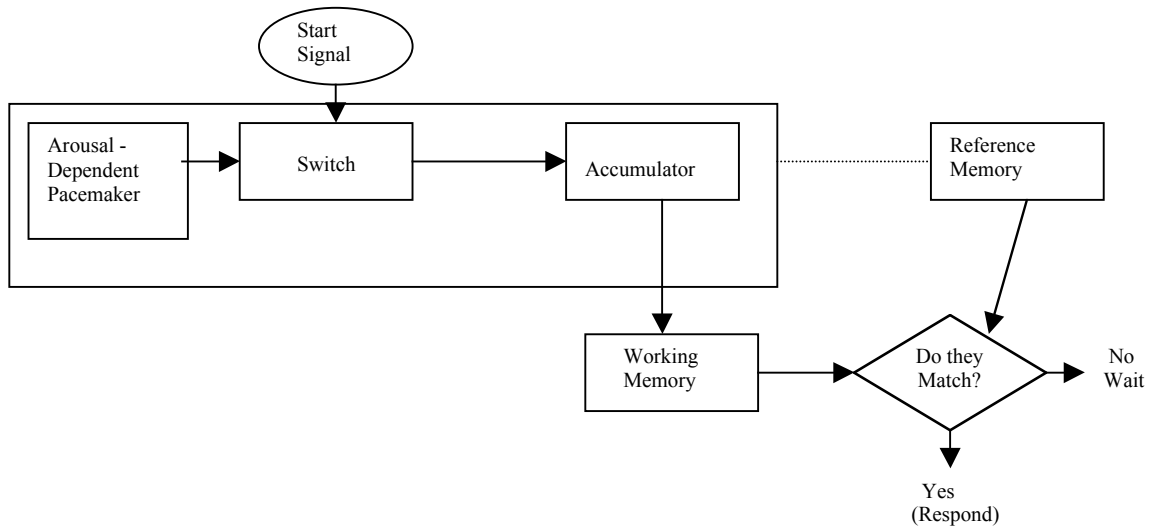 Start
Signal
Arousal -
Dependent
Pacemaker
Switch
Accumulator
Reference
Memory
Working
Memory
Do they
Match?
No
Wait
Yes
(Respond)